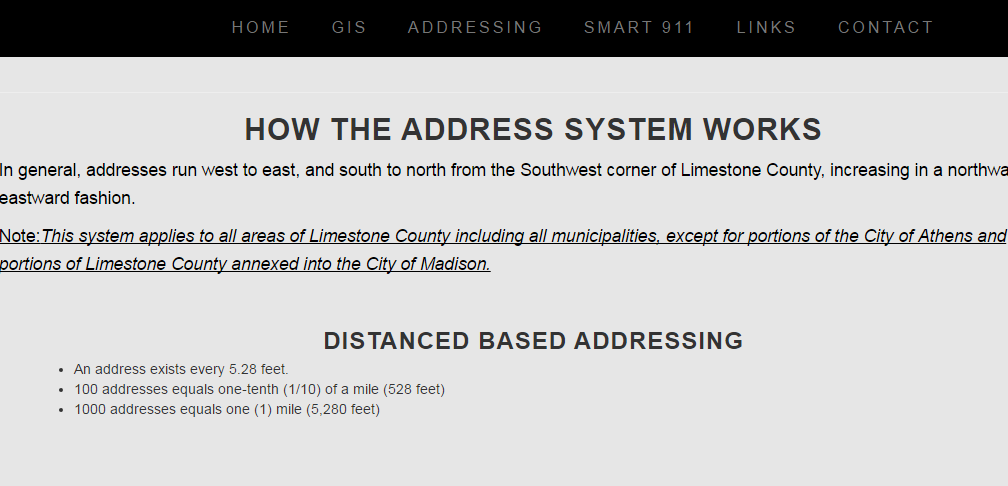 HOME GIS ADDRESSING SMART 911 LINKS CONTACT
HOW THE ADDRESS SYSTEM WORKS
In general, addresses run west to east, and south to north from the Southwest corner of Limestone County, increasing in a northwa
eastward fashion.
Note:This system applies to all areas of Limestone County including all municipalities, except for portions of the City of Athens and
portions of Limestone County annexed into the City of Madison.
DISTANCED BASED ADDRESSING
• An address exists every 5.28 feet.
• 100 addresses equals one-tenth (1/10) of a mile (528 feet)
• 1000 addresses equals one (1) mile (5,280 feet)